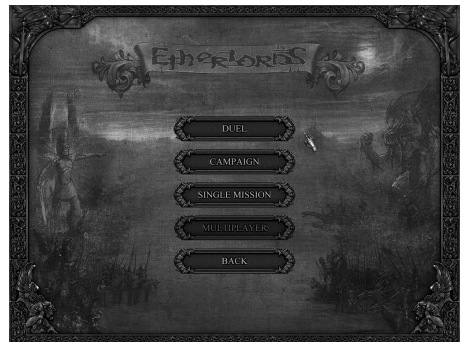 Etherlords
DUEL
CAMPAIGN
SINGLE MISSION
MULTIPLAYER
BACK